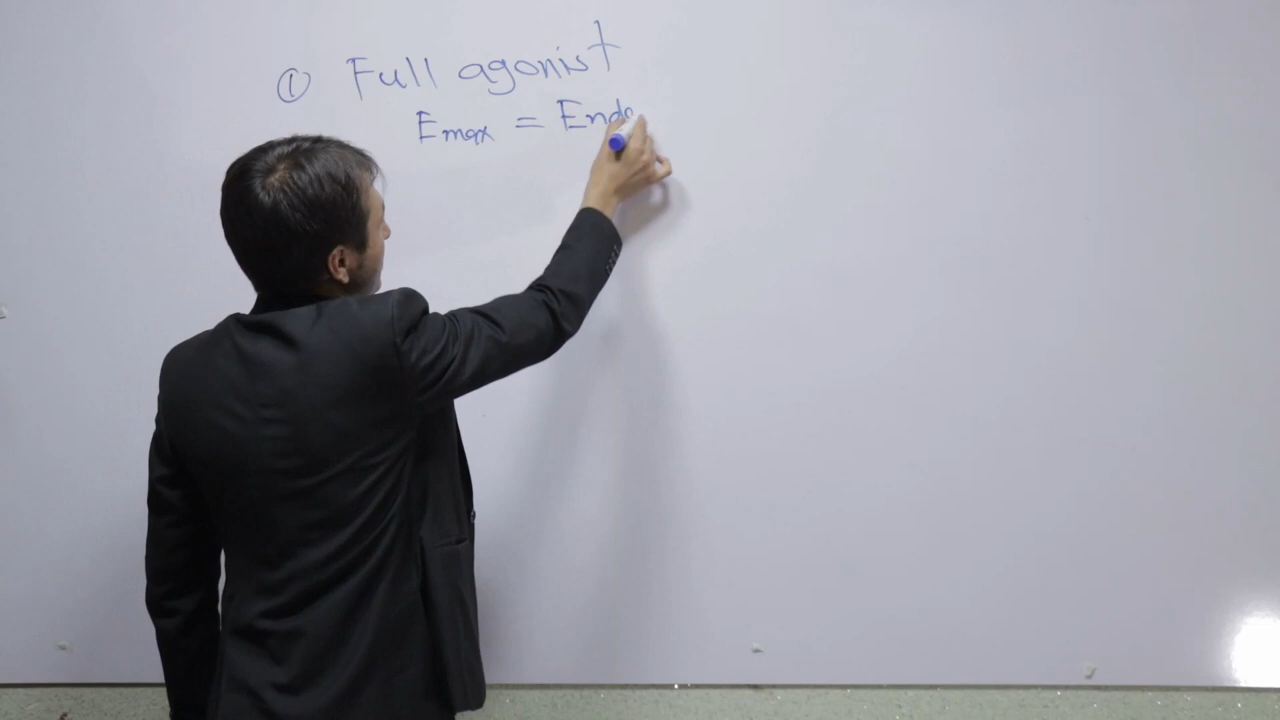 ① Full agonist
Emax = Endo